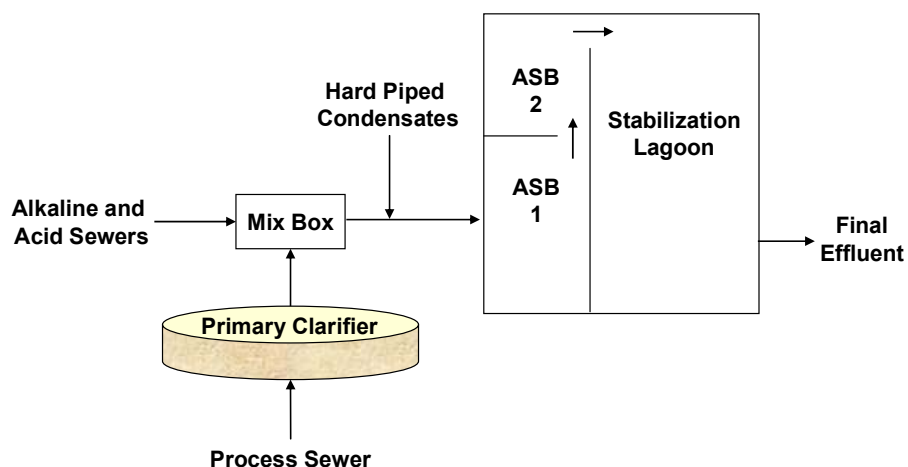 ASB
2
Hard Piped
Condensates
Stabilization
Lagoon
ASB
1
Alkaline and
Acid Sewers
Mix Box
Final
Effluent
Primary Clarifier
Process Sewer